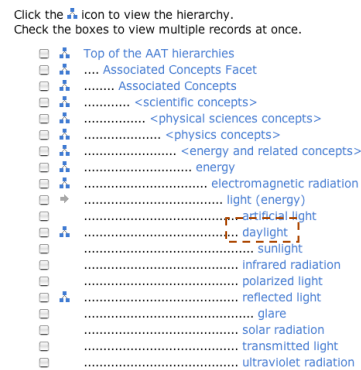 Click the icon to view the hierarchy.
Check the boxes to view multiple records at once.
Top of the AAT hierarchies
.... Associated Concepts Facet
........ Associated Concepts
............ <scientific concepts>
................ <physical sciences concepts>
.................... <physics concepts>
........................ <energy and related concepts>
............................ energy
................................ electromagnetic radiation
.................................... light (energy)
........................................ artificial light
........................................ daylight
............................................ sunlight
........................................ infrared radiation
........................................ polarized light
........................................ reflected light
............................................ glare
........................................ solar radiation
........................................ transmitted light
........................................ ultraviolet radiation